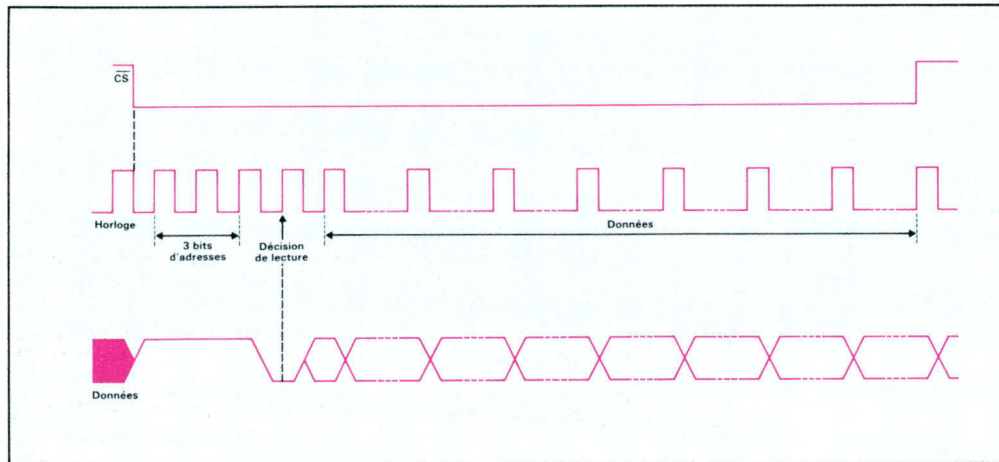 CS
Horloge
3 bits
d'adresses
Décision
de lecture
Données
Données